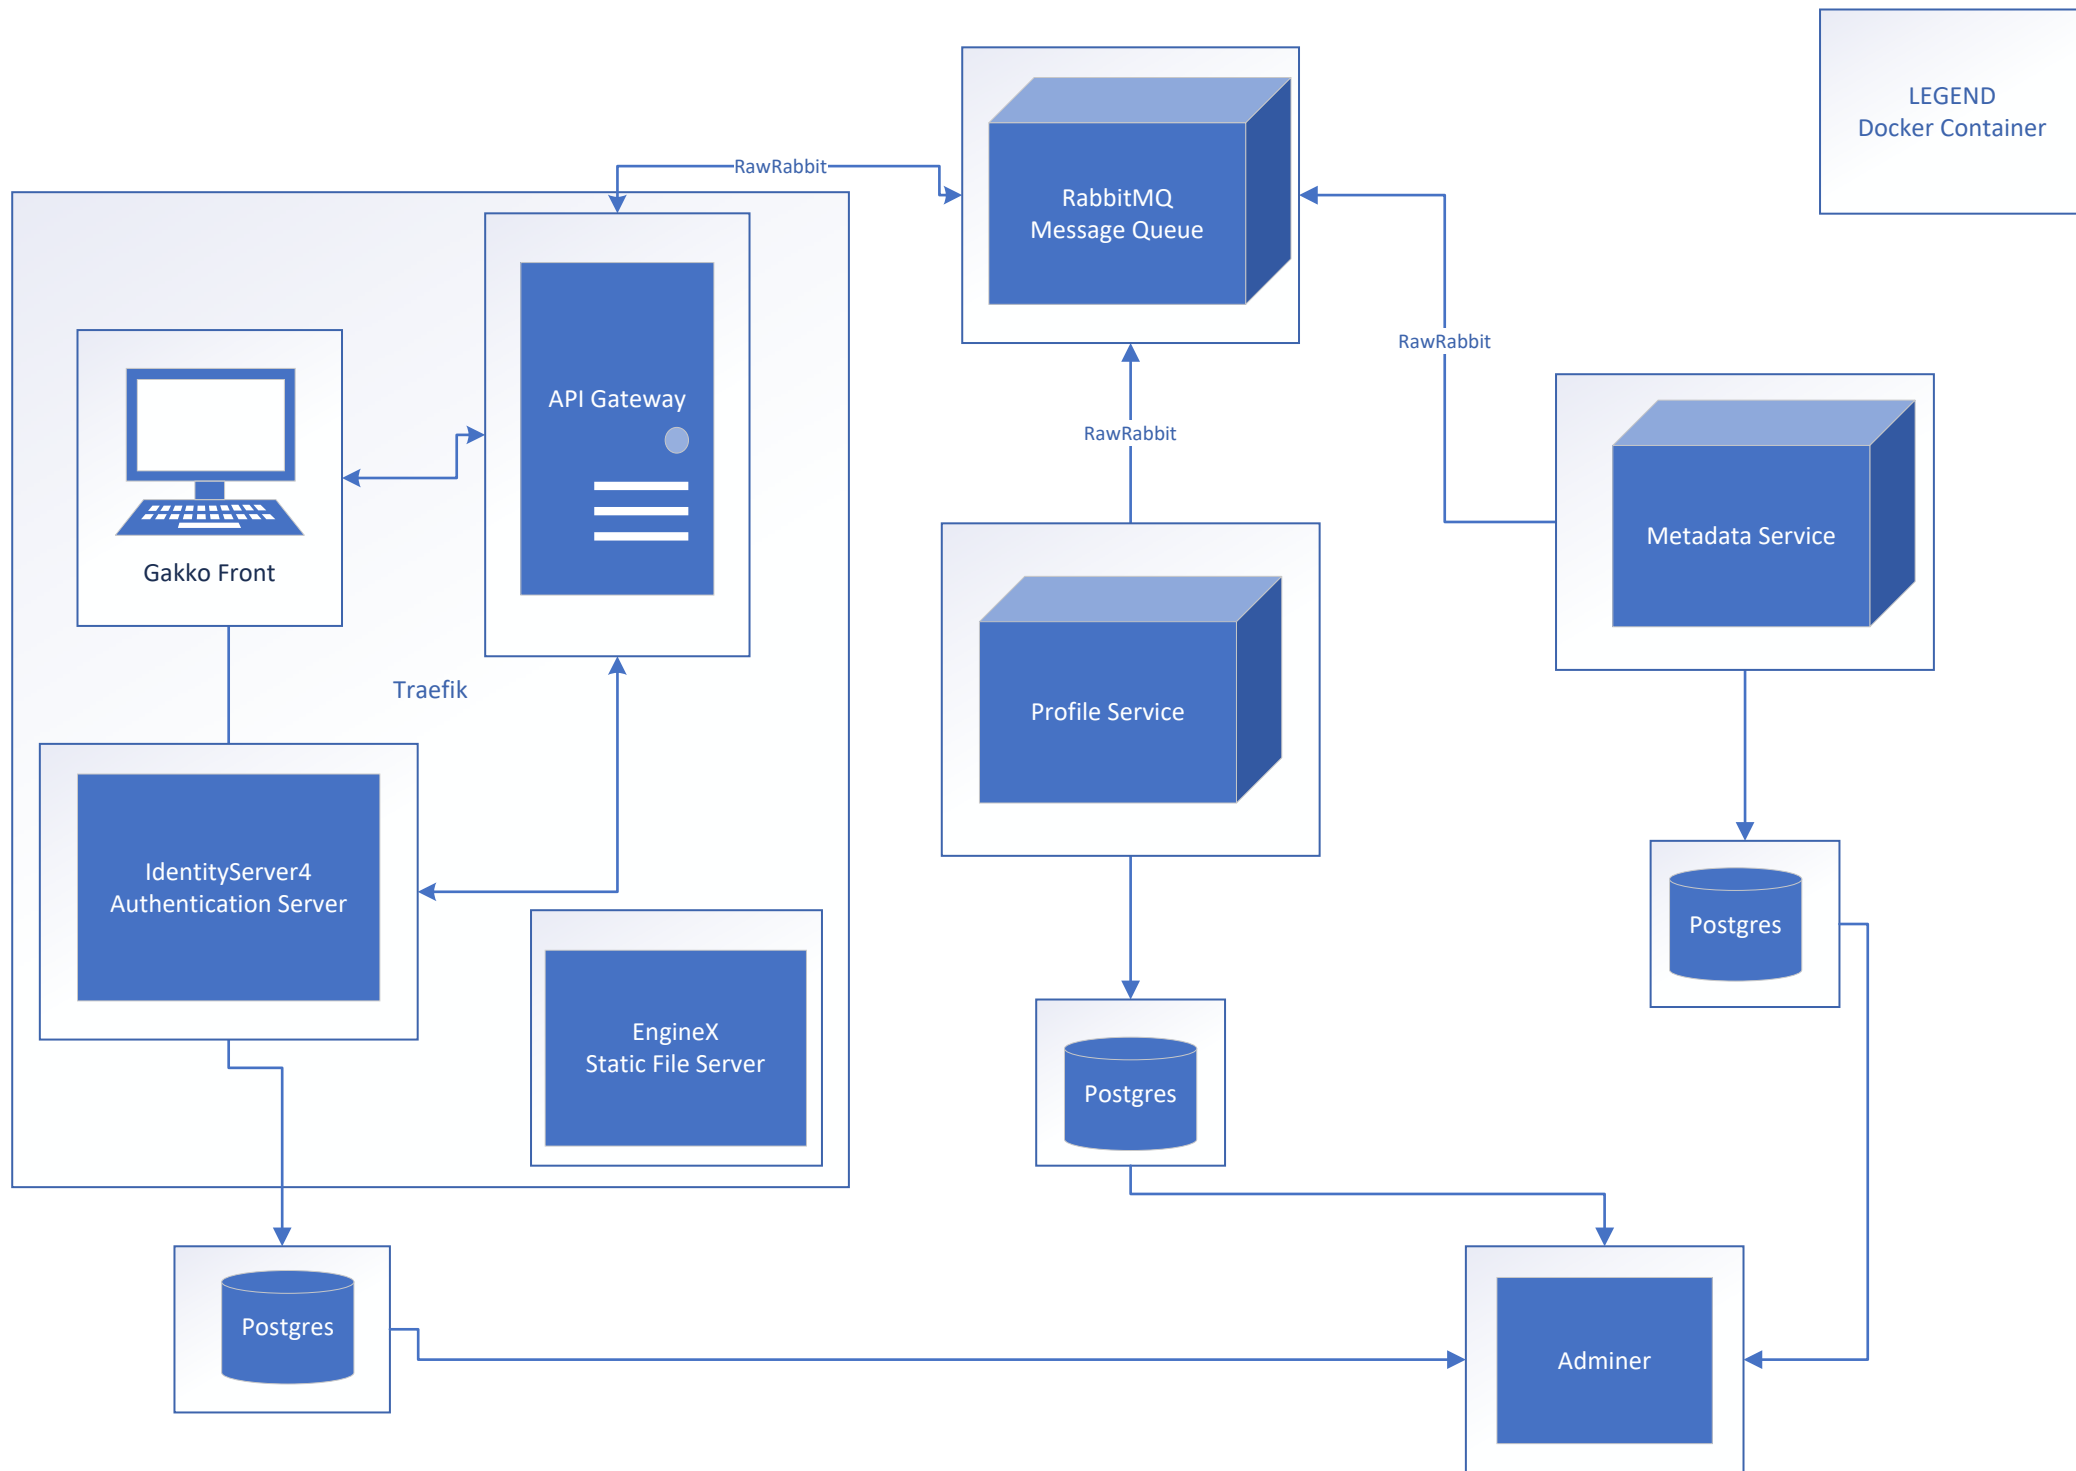 LEGEND
Docker Container
RawRabbit
RabbitMQ
Message Queue
RawRabbit
API Gateway
RawRabbit
Metadata Service
Gakko Front
Traefik
Profile Service
IdentityServer4
Authentication Server
Postgres
EngineX
Static File Server
Postgres
Postgres
Adminer